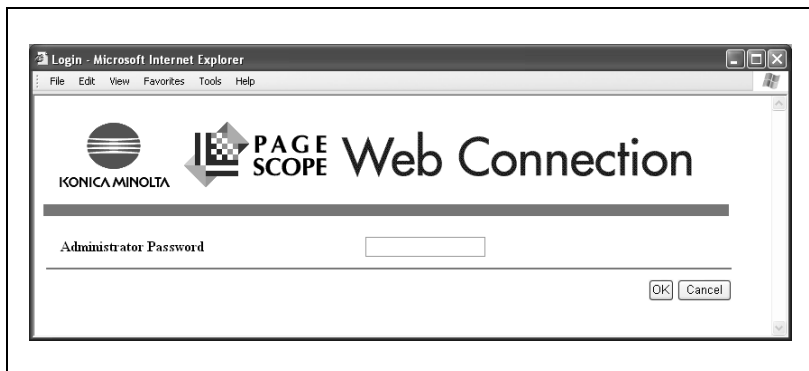 Login - Microsoft Internet Explorer
File Edit View Favorites Tools Help
KONICA MINOLTA
PAGE SCOPE Web Connection
Administrator Password
OK Cancel